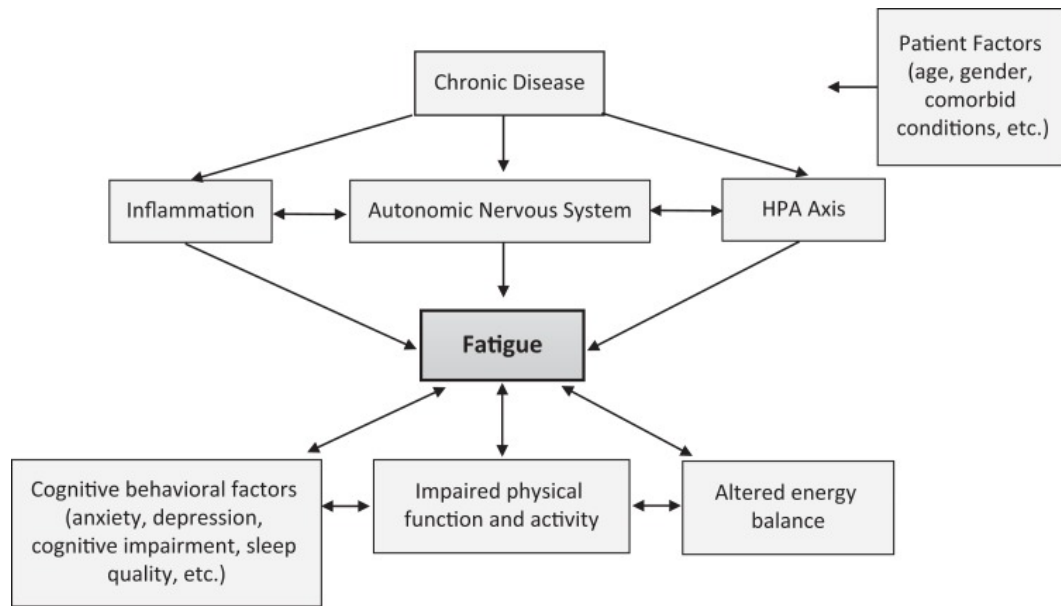 Chronic Disease
Patient Factors
(age, gender,
comorbid
conditions, etc.)
Inflammation
Autonomic Nervous System
HPA Axis
Fatigue
Cognitive behavioral factors
(anxiety, depression,
cognitive impairment, sleep
quality, etc.)
Impaired physical
function and activity
Altered energy
balance